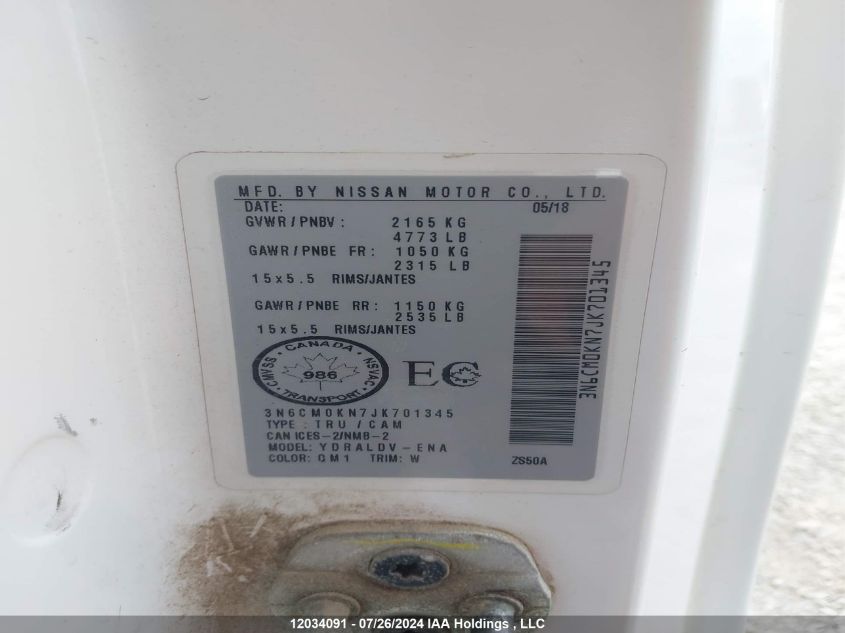 MFD. BY NISSAN MOTOR CO., LTD.
DATE: 05/18
GVWR/PNBV: 2165 KG
4773 LB
GAWR/PNBE FR: 1050 KG
2315 LB
15x5.5 RIMS/JANTES
GAWR/PNBE RR: 1150 KG
2535 LB
15x5.5 RIMS/JANTES
CANADA
CMVSS 986 NSVAC
TRANSPORT
EC
3N6CM0KN7JK701345
TYPE: TRU/CAM
CAN ICES-2/NMB-2
MODEL: YDRALDV-ENA
COLOR: QM1 TRIM: W ZS50A
3N6CM0KN7JK701345
12034091 - 07/26/2024 IAA Holdings , LLC